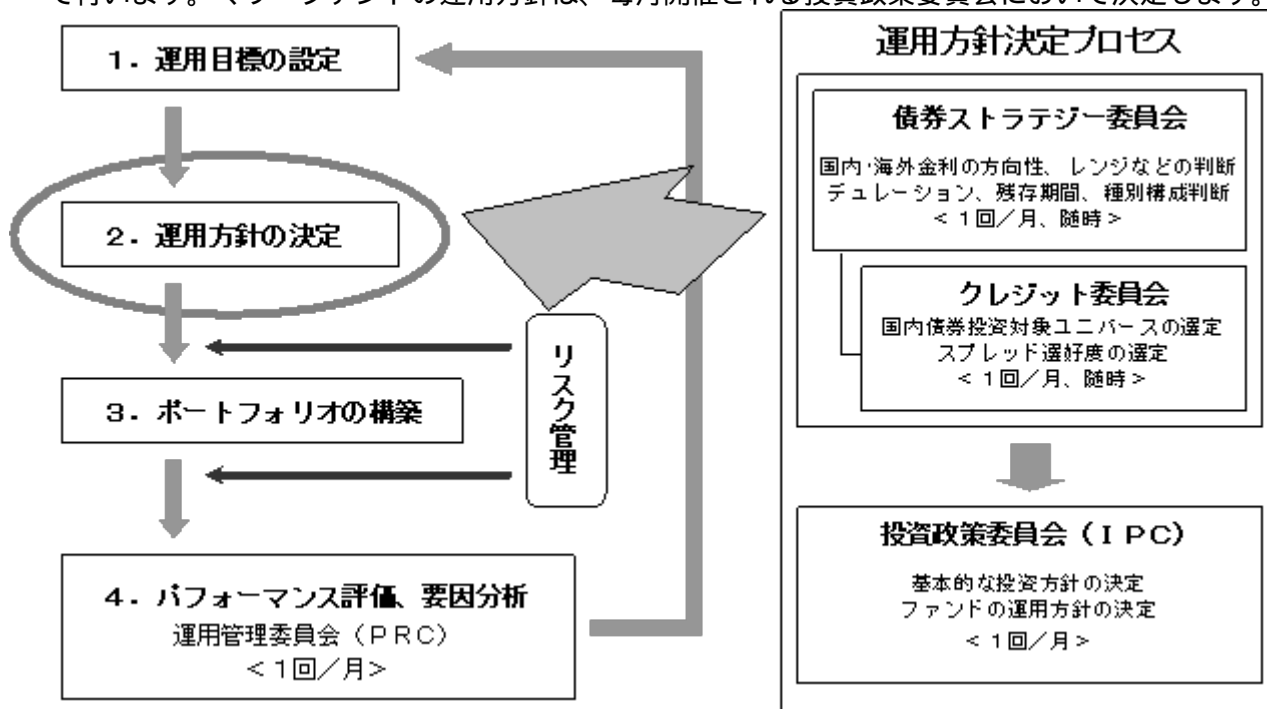 て行います。マザーファンドの運用方針は、毎月開催される投資政策委員会において決定します。
１．運用目標の設定
２．運用方針の決定
３．ポートフォリオの構築
４．パフォーマンス評価、要因分析
運用管理委員会（ＰＲＣ）
＜１回／月＞
リスク管理
運用方針決定プロセス
債券ストラテジー委員会
国内・海外金利の方向性、レンジなどの判断
デュレーション、残存期間、種別構成判断
＜１回／月、随時＞
クレジット委員会
国内債券投資対象ユニバースの選定
スプレッド選好度の選定
＜１回／月、随時＞
投資政策委員会（ＩＰＣ）
基本的な投資方針の決定
ファンドの運用方針の決定
＜１回／月＞